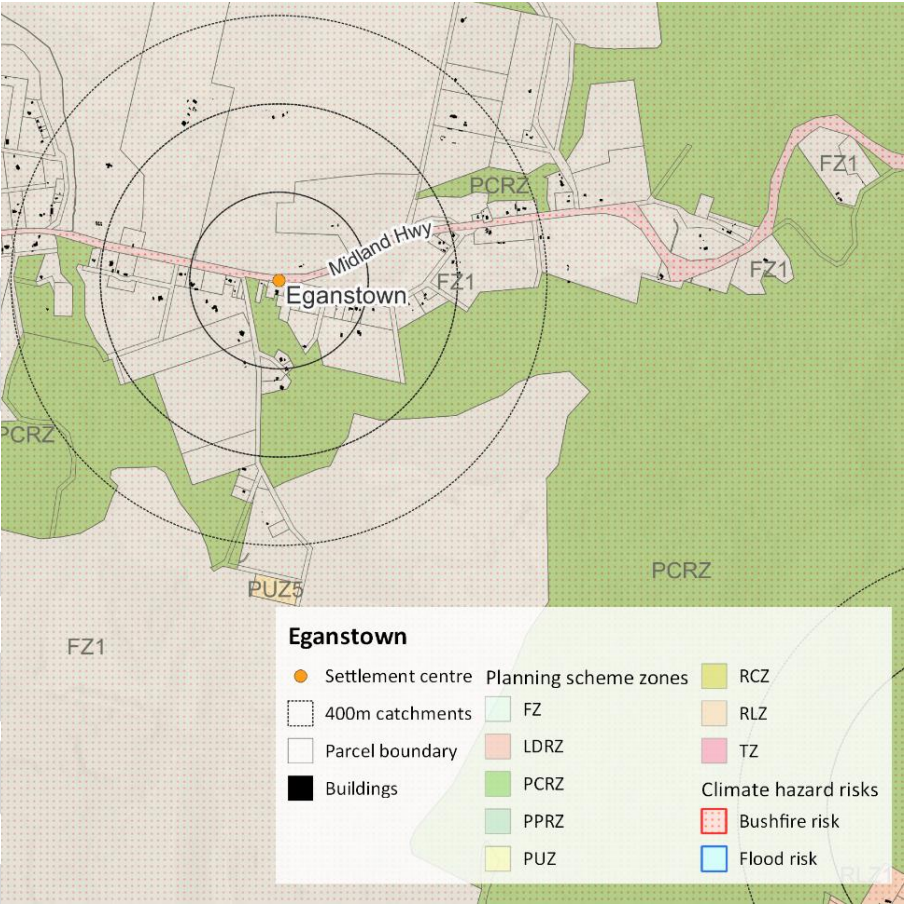 FZ1
PCRZ
Midland Hwy
FZ1
FZ1
Eganstown
PCRZ
PCRZ
PUZ5
FZ1
Eganstown
Settlement centre
400m catchments
Parcel boundary
Buildings
Planning scheme zones
FZ
LDRZ
PCRZ
PPRZ
PUZ
RCZ
RLZ
TZ
Climate hazard risks
Bushfire risk
Flood risk
RLZ1